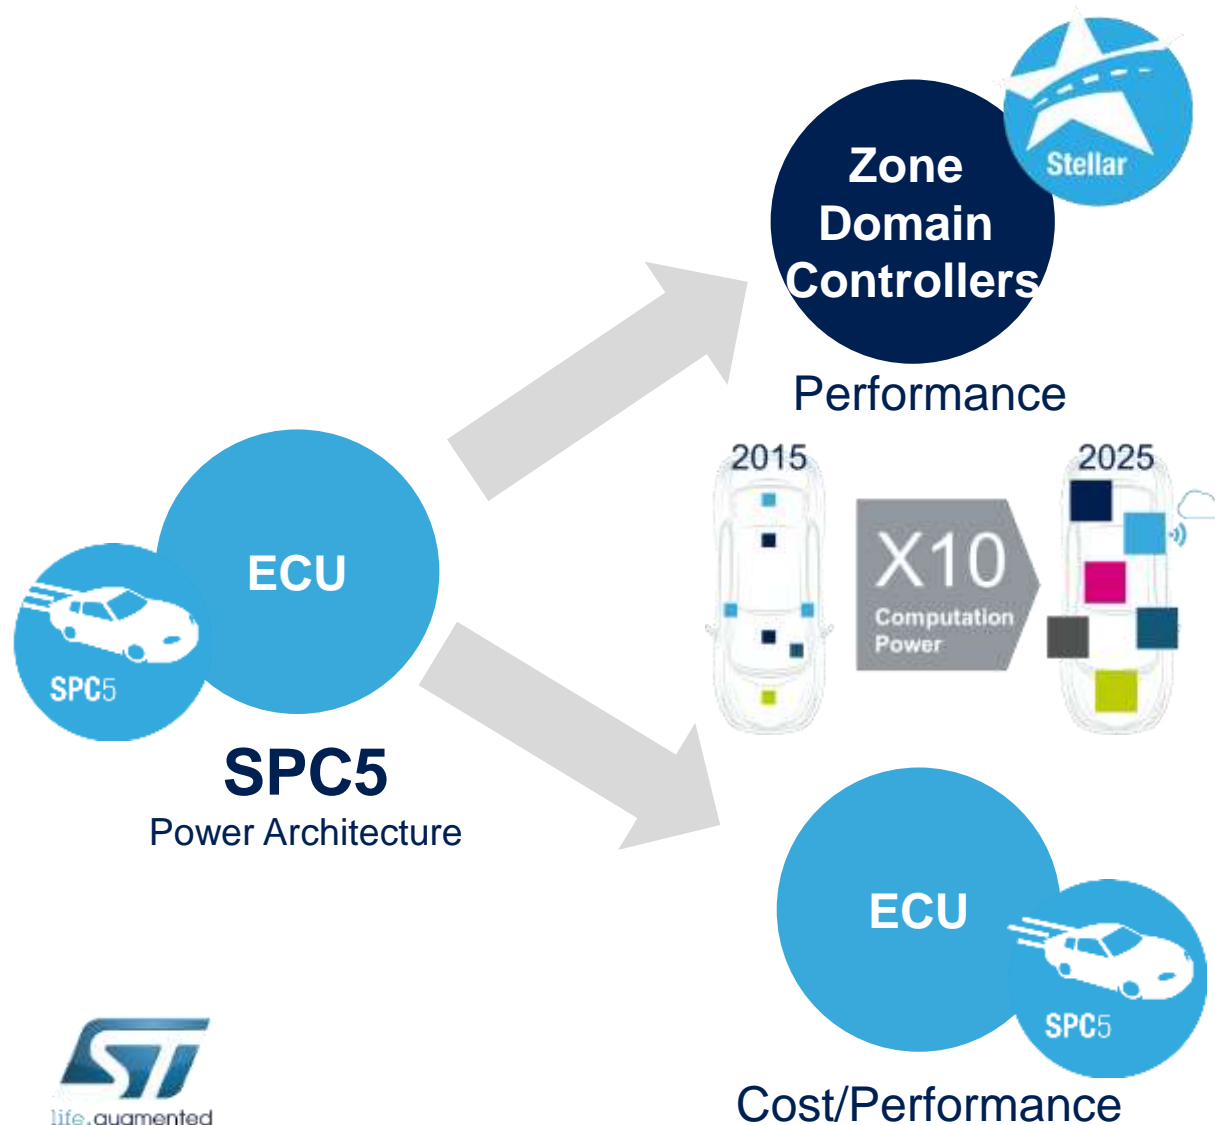 Stellar
Zone
Domain
Controllers
Performance
2015
2025
X10
Computation
Power
ECU
SPC5
SPC5
Power Architecture
ECU
SPC5
Cost/Performance
ST
life.augmented